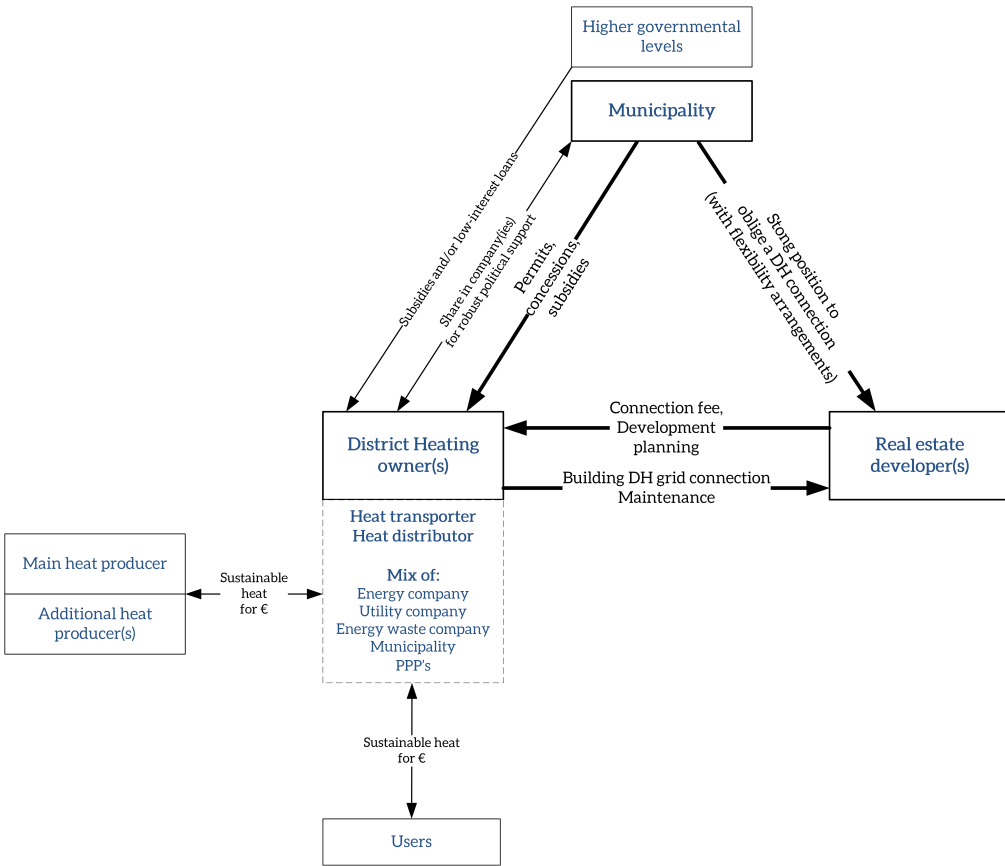 Higher governmental
levels
Municipality
Subsidies and/or low-interest loans
Share in company(ies)
for robust political support
Permits,
concessions,
subsidies
Stong position to
oblige a DH connection
(with flexibility arrangements)
District Heating
owner(s)
Connection fee,
Development
planning
Real estate
developer(s)
Building DH grid connection
Maintenance
Heat transporter
Heat distributor
Mix of:
Energy company
Utility company
Energy waste company
Municipality
PPP's
Main heat producer
Additional heat
producer(s)
Sustainable
heat
for €
Sustainable heat
for €
Users